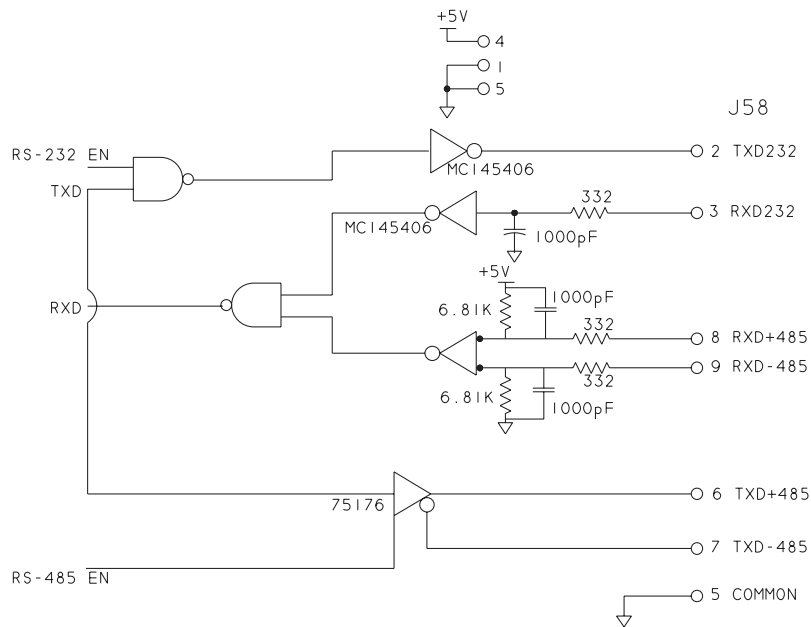 +5V
4
1
5
J58
RS-232 EN
TXD
MC145406
2 TXD232
332
3 RXD232
MC145406
1000pF
+5V
1000pF
RXD
6.81K
332
8 RXD+485
9 RXD-485
332
6.81K
1000pF
75176
6 TXD+485
7 TXD-485
RS-485 EN
5 COMMON